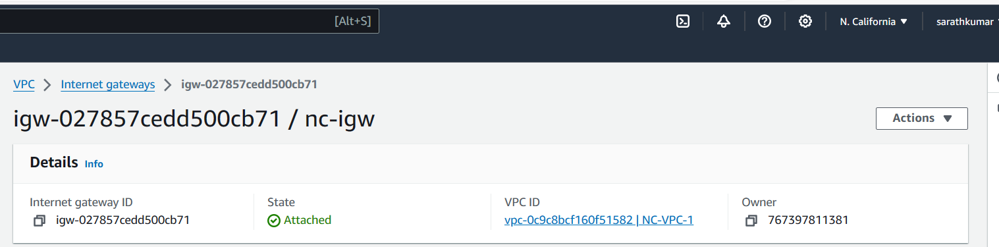 [Alt+S]
N. California
sarathkumar
VPC Internet gateways igw-027857cedd500cb71
igw-027857cedd500cb71 / nc-igw
Actions
Details Info
Internet gateway ID
igw-027857cedd500cb71
State
Attached
VPC ID
vpc-0c9c8bcf160f51582 | NC-VPC-1
Owner
767397811381